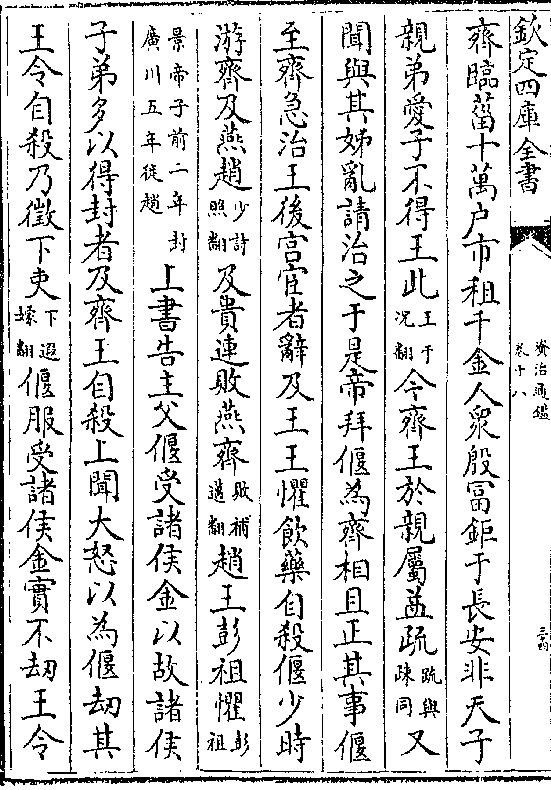 欽定四庫全書
資治通鑑
卷十八
三四
齊臨菑十萬户市租千金人衆殷冨鉅于長安非天子
親弟愛子不得王此王于况翻今齊王於親屬益疏疏與疎同又
聞與其姊亂請治之于是帝拜偃為齊相且正其事偃
至齊急治王後宫宦者辭及王王懼飲藥自殺偃少時
游齊及燕趙少詩照翻及貴連敗燕齊敗補邁翻趙王彭祖懼彭祖
景帝子前二年封廣川五年徙趙上書告主父偃受諸侯金以故諸侯
子弟多以得封者及齊王自殺上聞大怒以為偃劫其
王令自殺乃徵下吏下遐嫁翻偃服受諸侯金實不劫王令